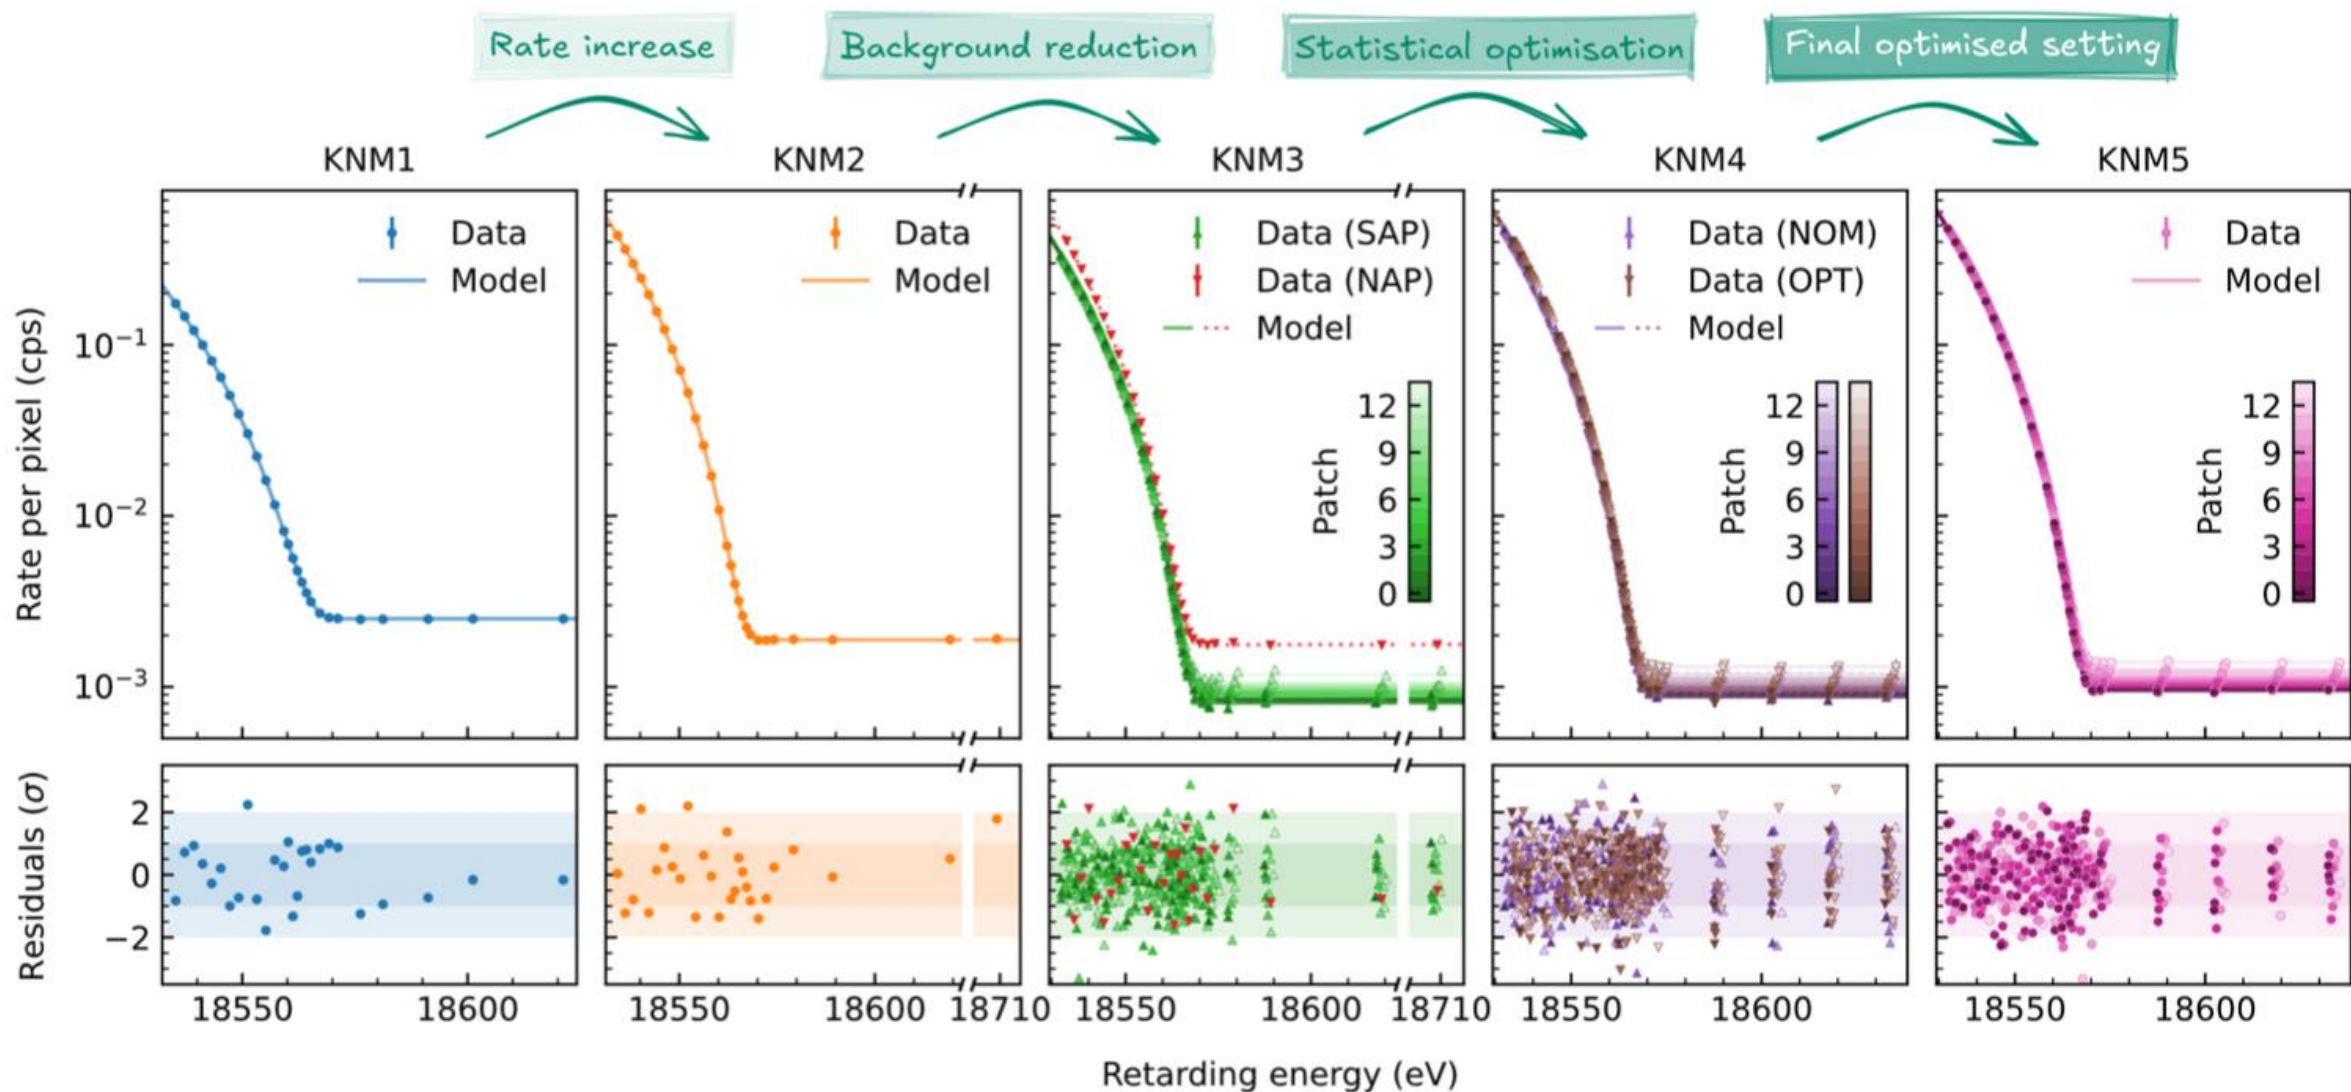 Rate increase
Background reduction
Statistical optimisation
Final optimised setting
KNM1
KNM2
KNM3
KNM4
KNM5
Rate per pixel (cps)
10⁻¹
10⁻²
10⁻³
Data
Model
Data
Model
Data (SAP)
Data (NAP)
Model
Patch
12
9
6
3
0
Data (NOM)
Data (OPT)
Model
Patch
12
9
6
3
0
Data
Model
Patch
12
9
6
3
0
Residuals (σ)
2
0
−2
18550 18600
18550 18600 18710
18550 18600 18710
18550 18600
18550 18600
Retarding energy (eV)